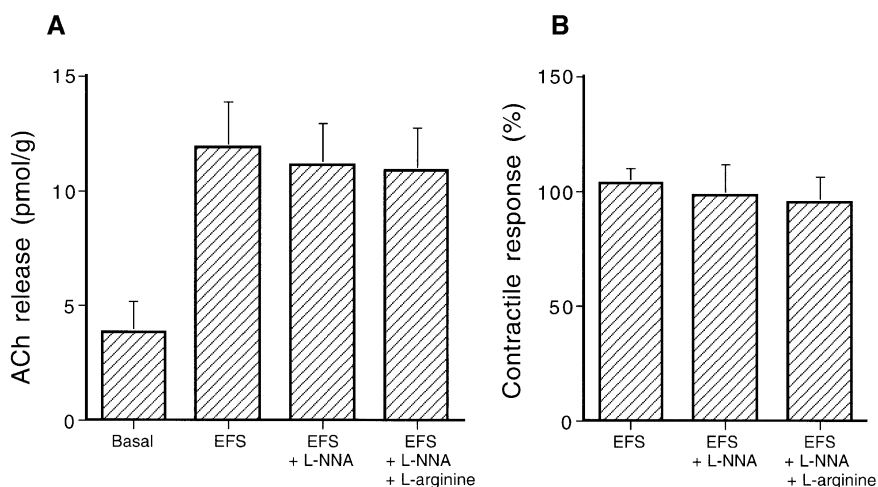 A
ACh release (pmol/g)
15
10
5
0
Basal
EFS
EFS
+ L-NNA
EFS
+ L-NNA
+ L-arginine
B
Contractile response (%)
150
100
50
0
EFS
EFS
+ L-NNA
EFS
+ L-NNA
+ L-arginine